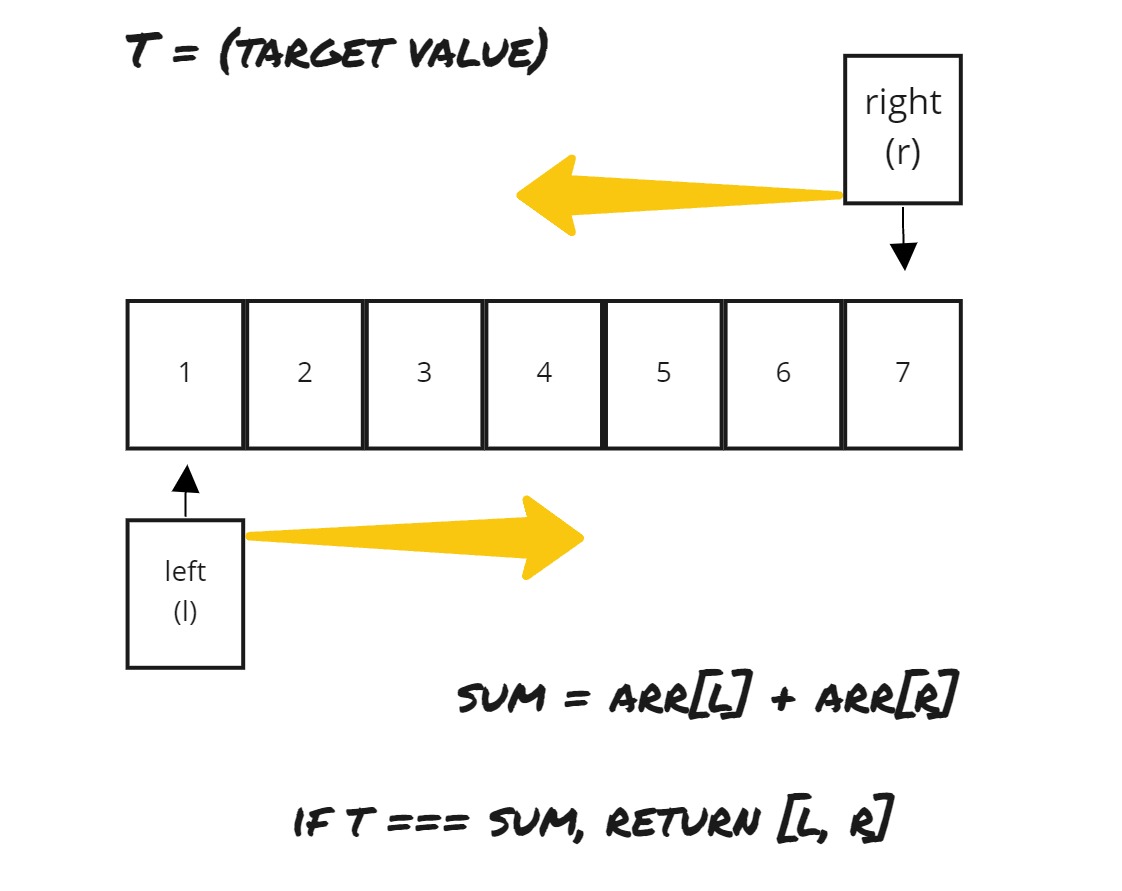 T = (TARGET VALUE)
right
(r)
1 2 3 4 5 6 7
left
(l)
SUM = ARR[L] + ARR[R]
IF T === SUM, RETURN [L, R]